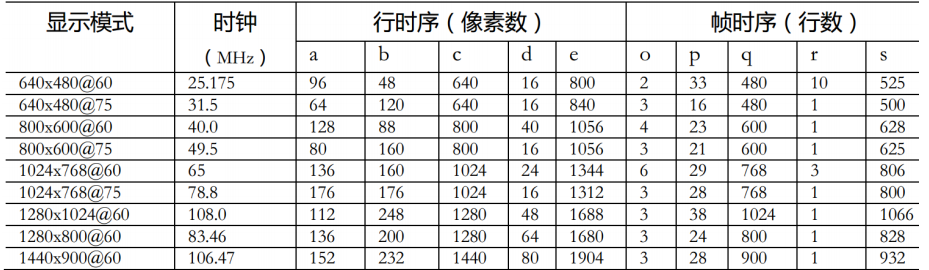 显示模式 时钟 行时序（像素数） 帧时序（行数）
（MHz） a b c d e o p q r s
640x480@60 25.175 96 48 640 16 800 2 33 480 10 525
640x480@75 31.5 64 120 640 16 840 3 16 480 1 500
800x600@60 40.0 128 88 800 40 1056 4 23 600 1 628
800x600@75 49.5 80 160 800 16 1056 3 21 600 1 625
1024x768@60 65 136 160 1024 24 1344 6 29 768 3 806
1024x768@75 78.8 176 176 1024 16 1312 3 28 768 1 800
1280x1024@60 108.0 112 248 1280 48 1688 3 38 1024 1 1066
1280x800@60 83.46 136 200 1280 64 1680 3 24 800 1 828
1440x900@60 106.47 152 232 1440 80 1904 3 28 900 1 932